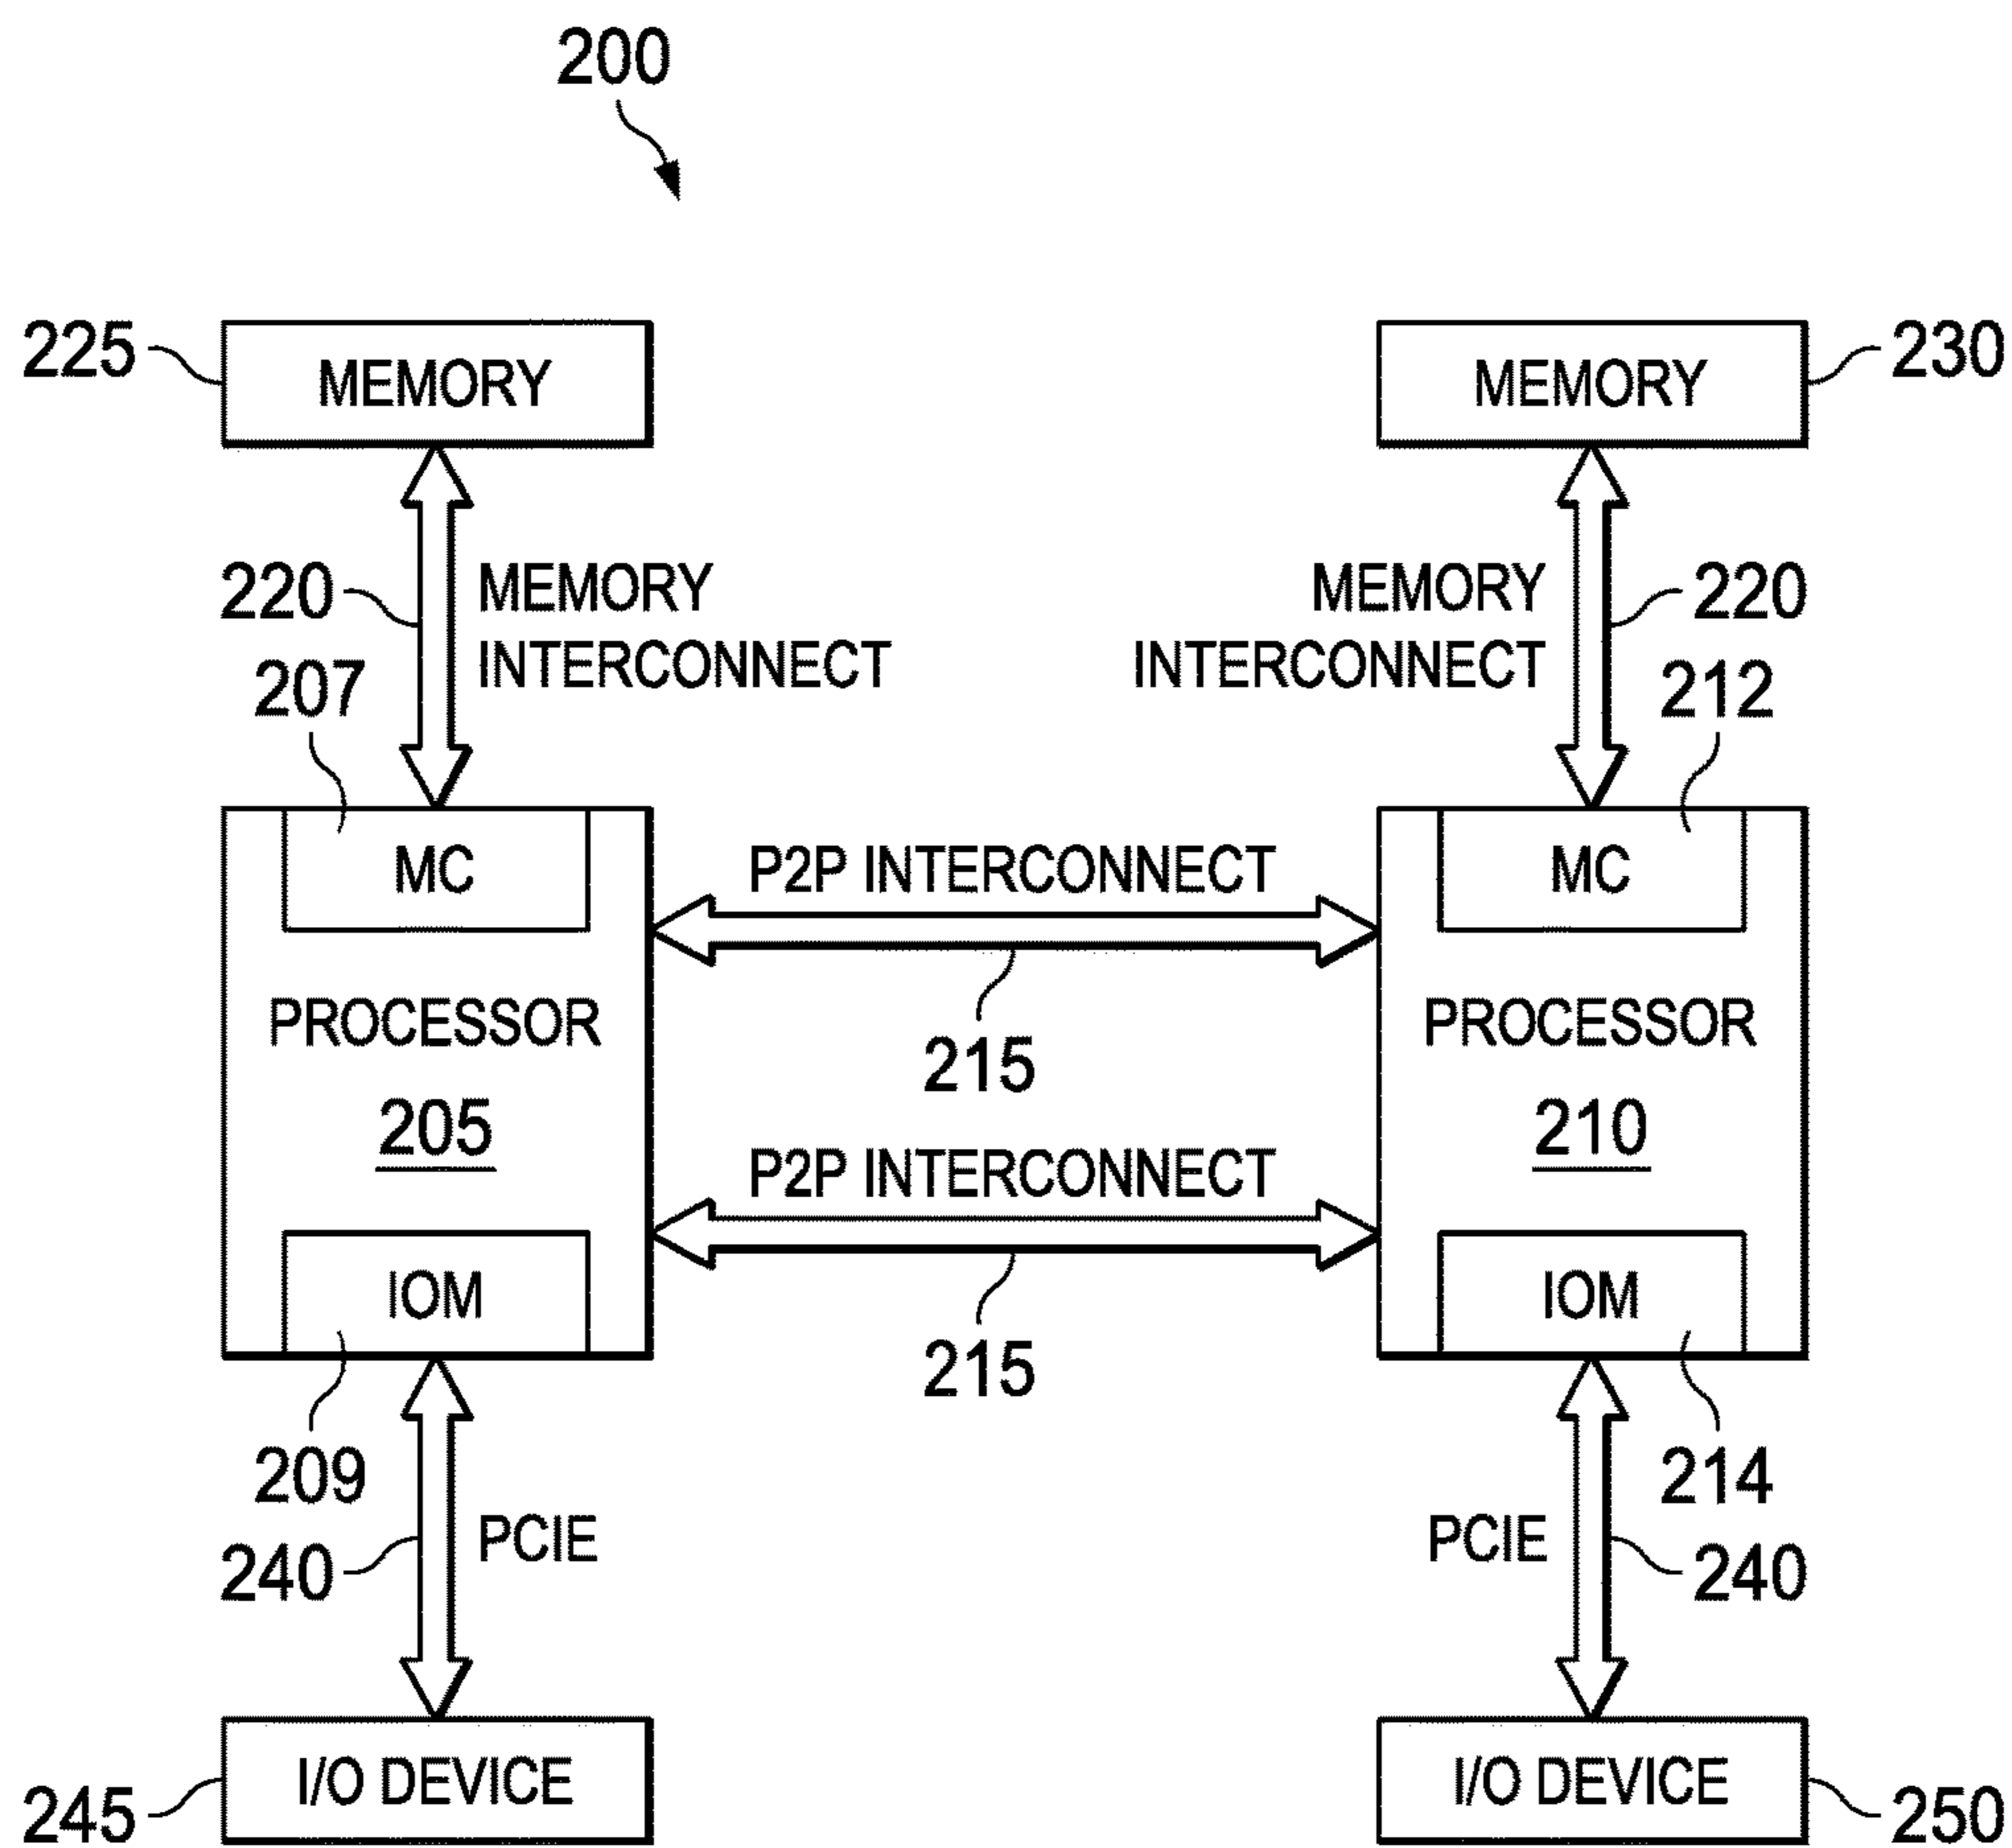 200
225
MEMORY
MEMORY
230
220
MEMORY
INTERCONNECT
MEMORY
INTERCONNECT
220
207
212
MC
P2P INTERCONNECT
MC
PROCESSOR
205
215
PROCESSOR
210
P2P INTERCONNECT
IOM
215
IOM
209
214
240
PCIE
PCIE
240
245
I/O DEVICE
I/O DEVICE
250